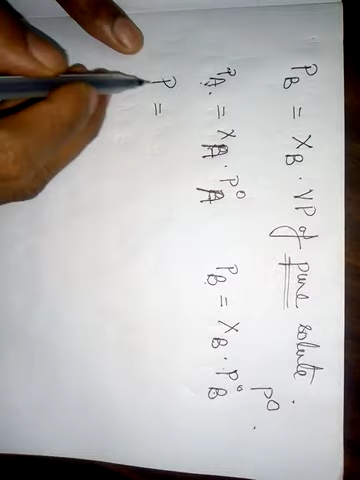 P_B = X_B . VP of pure solute.
P°.
P_A. = X_A . P°_A P_B = X_B . P°_B
P =